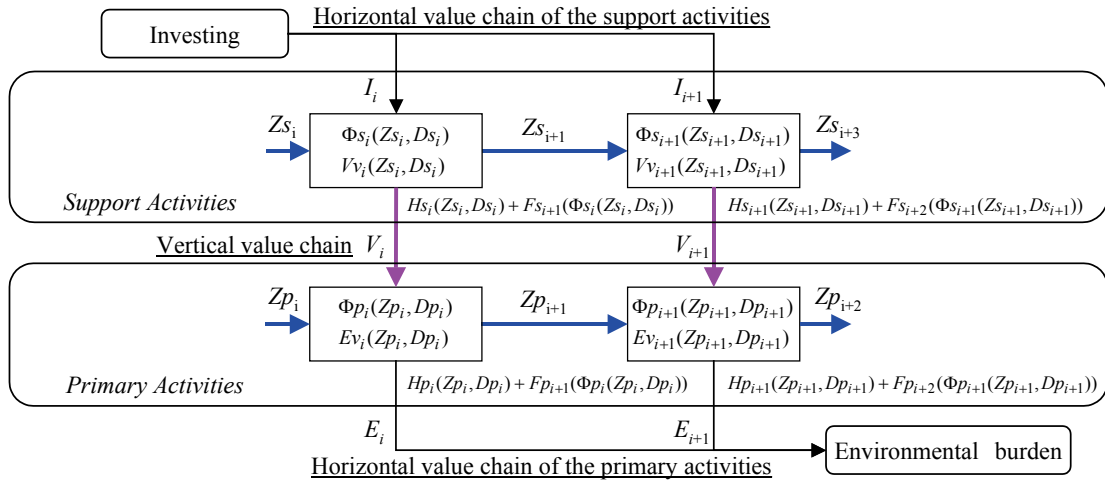 Horizontal value chain of the support activities
Investing
I_i
I_{i+1}
Zs_i
Φs_i(Zs_i, Ds_i)
Vv_i(Zs_i, Ds_i)
Zs_{i+1}
Φs_{i+1}(Zs_{i+1}, Ds_{i+1})
Vv_{i+1}(Zs_{i+1}, Ds_{i+1})
Zs_{i+3}
Support Activities
Hs_i(Zs_i, Ds_i) + Fs_{i+1}(Φs_i(Zs_i, Ds_i))
Hs_{i+1}(Zs_{i+1}, Ds_{i+1}) + Fs_{i+2}(Φs_{i+1}(Zs_{i+1}, Ds_{i+1}))
Vertical value chain
V_i
V_{i+1}
Zp_i
Φp_i(Zp_i, Dp_i)
Ev_i(Zp_i, Dp_i)
Zp_{i+1}
Φp_{i+1}(Zp_{i+1}, Dp_{i+1})
Ev_{i+1}(Zp_{i+1}, Dp_{i+1})
Zp_{i+2}
Primary Activities
Hp_i(Zp_i, Dp_i) + Fp_{i+1}(Φp_i(Zp_i, Dp_i))
Hp_{i+1}(Zp_{i+1}, Dp_{i+1}) + Fp_{i+2}(Φp_{i+1}(Zp_{i+1}, Dp_{i+1}))
E_i
E_{i+1}
Environmental burden
Horizontal value chain of the primary activities